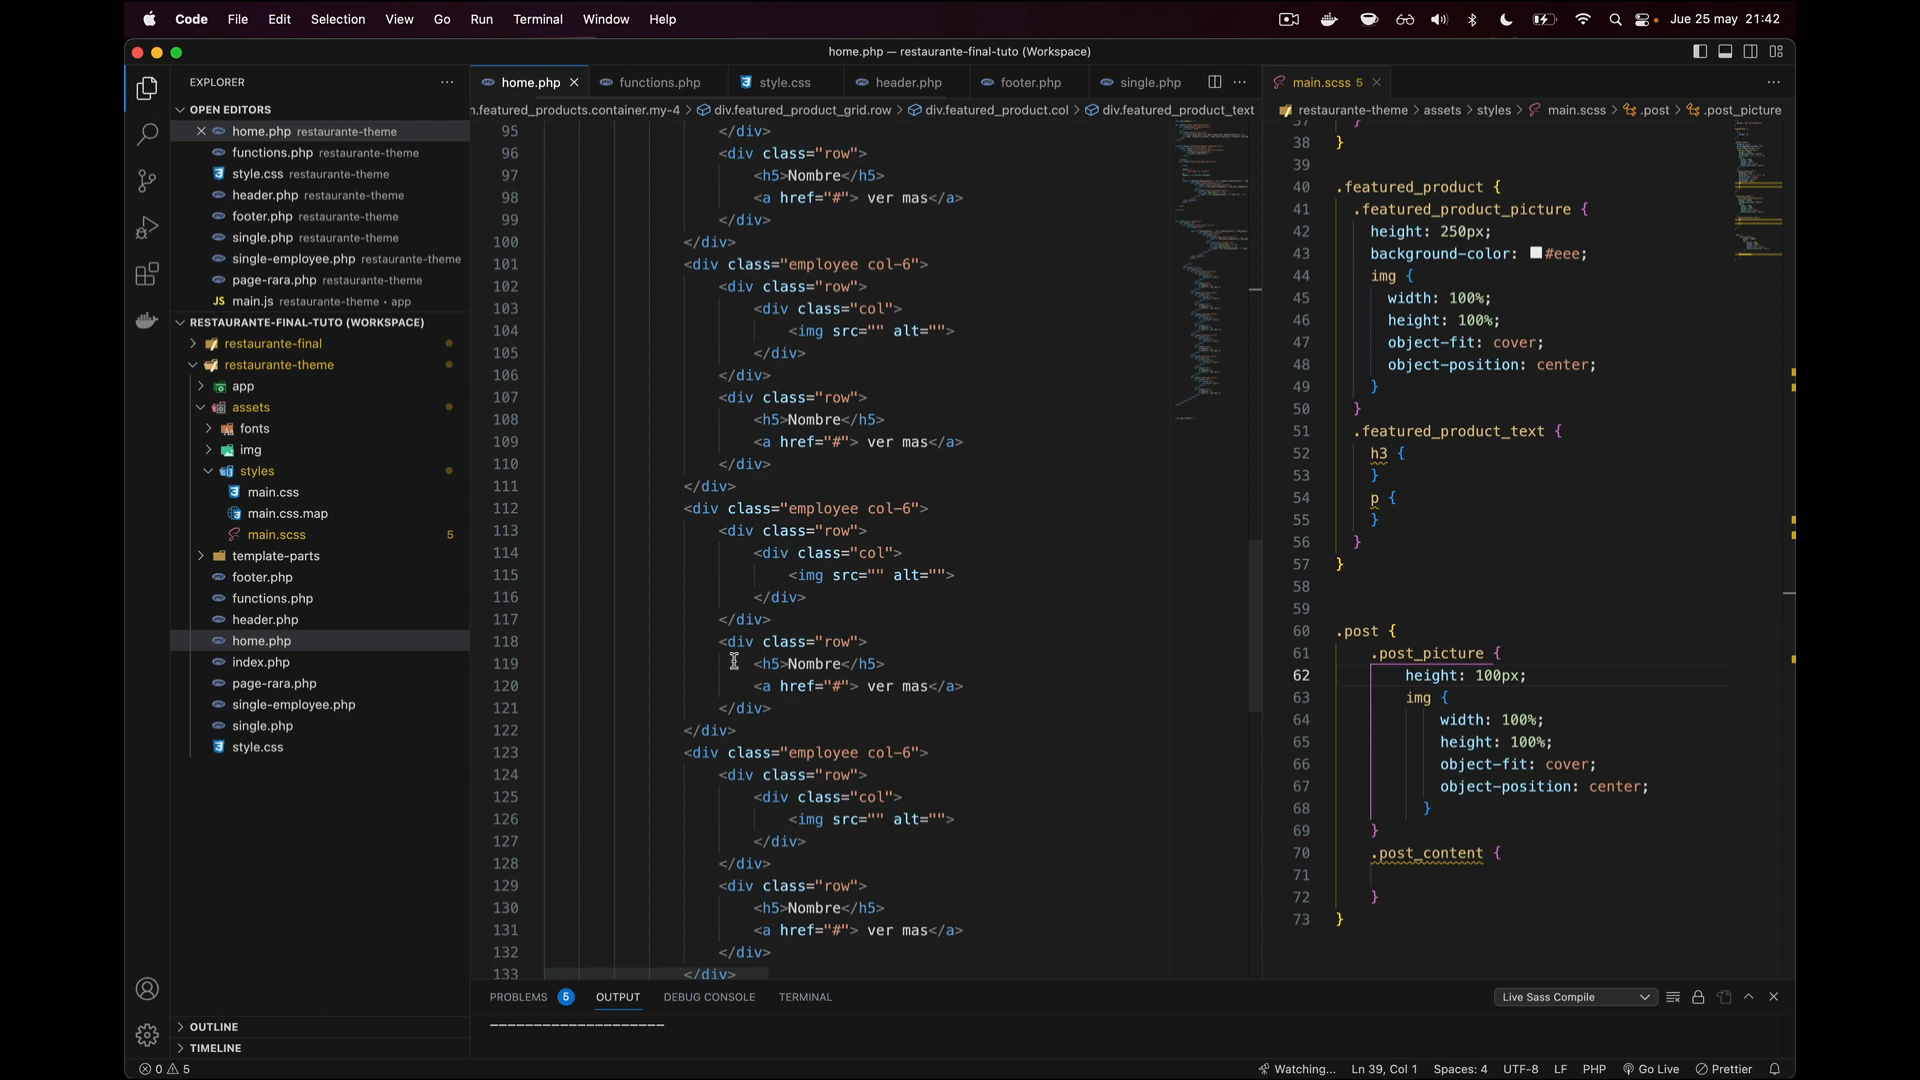 Code File Edit Selection View Go Run Terminal Window Help
Jue 25 may 21:42
home.php — restaurante-final-tuto (Workspace)
EXPLORER
OPEN EDITORS
home.php restaurante-theme
functions.php restaurante-theme
style.css restaurante-theme
header.php restaurante-theme
footer.php restaurante-theme
single.php restaurante-theme
single-employee.php restaurante-theme
page-rara.php restaurante-theme
JS main.js restaurante-theme • app
RESTAURANTE-FINAL-TUTO (WORKSPACE)
restaurante-final
restaurante-theme
app
assets
fonts
img
styles
main.css
main.css.map
main.scss 5
template-parts
footer.php
functions.php
header.php
home.php
index.php
page-rara.php
single-employee.php
single.php
style.css
OUTLINE
TIMELINE
home.php functions.php style.css header.php footer.php single.php
n.featured_products.container.my-4 > div.featured_product_grid.row > div.featured_product.col > div.featured_product_text
95 </div>
96 <div class="row">
97 <h5>Nombre</h5>
98 <a href="#"> ver mas</a>
99 </div>
100 </div>
101 <div class="employee col-6">
102 <div class="row">
103 <div class="col">
104 <img src="" alt="">
105 </div>
106 </div>
107 <div class="row">
108 <h5>Nombre</h5>
109 <a href="#"> ver mas</a>
110 </div>
111 </div>
112 <div class="employee col-6">
113 <div class="row">
114 <div class="col">
115 <img src="" alt="">
116 </div>
117 </div>
118 <div class="row">
119 <h5>Nombre</h5>
120 <a href="#"> ver mas</a>
121 </div>
122 </div>
123 <div class="employee col-6">
124 <div class="row">
125 <div class="col">
126 <img src="" alt="">
127 </div>
128 </div>
129 <div class="row">
130 <h5>Nombre</h5>
131 <a href="#"> ver mas</a>
132 </div>
133 </div>
main.scss 5
restaurante-theme > assets > styles > main.scss > .post > .post_picture
37 }
38 }
39
40 .featured_product {
41 .featured_product_picture {
42 height: 250px;
43 background-color: #eee;
44 img {
45 width: 100%;
46 height: 100%;
47 object-fit: cover;
48 object-position: center;
49 }
50 }
51 .featured_product_text {
52 h3 {
53 }
54 p {
55 }
56 }
57 }
58
59
60 .post {
61 .post_picture {
62 height: 100px;
63 img {
64 width: 100%;
65 height: 100%;
66 object-fit: cover;
67 object-position: center;
68 }
69 }
70 .post_content {
71
72 }
73 }
PROBLEMS 5 OUTPUT DEBUG CONSOLE TERMINAL
Live Sass Compile
--------------------
0 5
Watching... Ln 39, Col 1 Spaces: 4 UTF-8 LF PHP Go Live Prettier